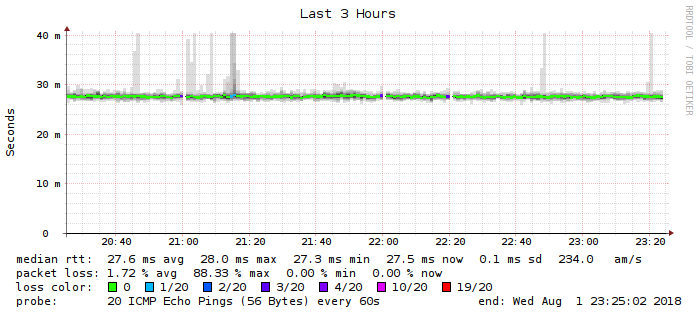 Last 3 Hours
RRDTOOL / TOBI OETIKER
Seconds
40 m
30 m
20 m
10 m
0
20:40 21:00 21:20 21:40 22:00 22:20 22:40 23:00 23:20
median rtt: 27.6 ms avg 28.0 ms max 27.3 ms min 27.5 ms now 0.1 ms sd 234.0 am/s
packet loss: 1.72 % avg 88.33 % max 0.00 % min 0.00 % now
loss color: 0 1/20 2/20 3/20 4/20 10/20 19/20
probe: 20 ICMP Echo Pings (56 Bytes) every 60s end: Wed Aug 1 23:25:02 2018